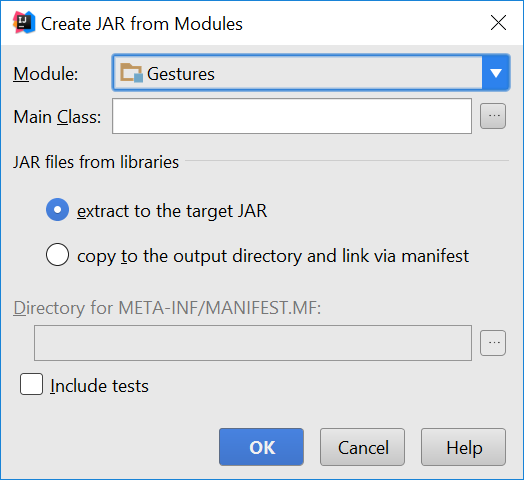 Create JAR from Modules
Module: Gestures
Main Class:
...
JAR files from libraries
extract to the target JAR
copy to the output directory and link via manifest
Directory for META-INF/MANIFEST.MF:
...
Include tests
OK Cancel Help